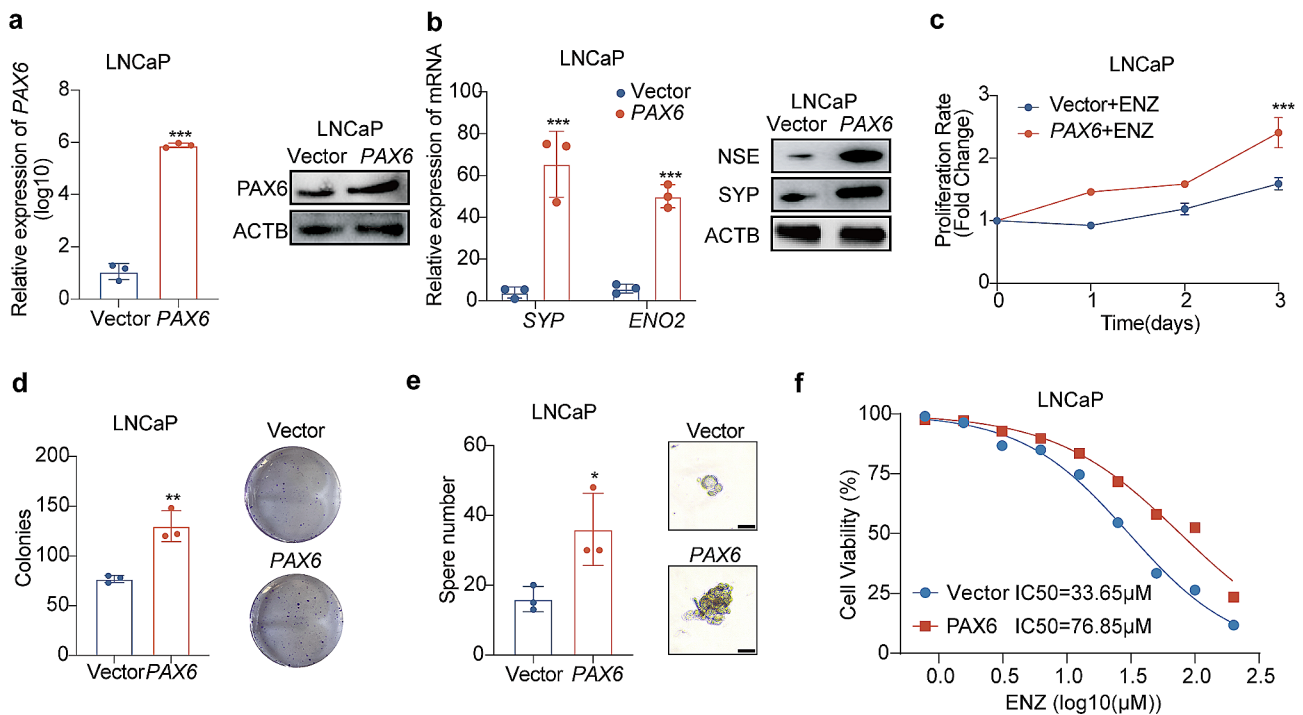 a
LNCaP
Relative expression of PAX6
(log10)
8
6
4
2
0
***
Vector PAX6
LNCaP
Vector PAX6
PAX6
ACTB
b
LNCaP
Relative expression of mRNA
100
80
60
40
20
0
Vector
PAX6
***
***
SYP ENO2
LNCaP
Vector PAX6
NSE
SYP
ACTB
c
LNCaP
Proliferation Rate
(Fold Change)
3
2
1
0
Vector+ENZ
PAX6+ENZ
***
0 1 2 3
Time(days)
d
LNCaP
Colonies
200
150
100
50
0
**
VectorPAX6
Vector
PAX6
e
LNCaP
Spere number
60
40
20
0
*
Vector PAX6
Vector
PAX6
f
LNCaP
Cell Viability (%)
100
75
50
25
0
Vector IC50=33.65μM
PAX6 IC50=76.85μM
0.0 0.5 1.0 1.5 2.0 2.5
ENZ (log10(μM))